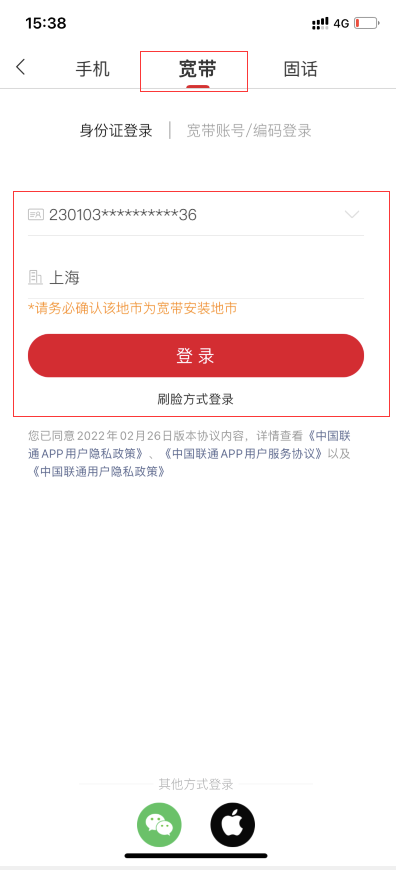 15:38
4G
手机
宽带
固话
身份证登录 | 宽带账号/编码登录
230103**********36
上海
*请务必确认该地市为宽带安装地市
登 录
刷脸方式登录
您已同意2022年02月26日版本协议内容，详情查看《中国联
通APP用户隐私政策》、《中国联通APP用户服务协议》以及
《中国联通用户隐私政策》
其他方式登录